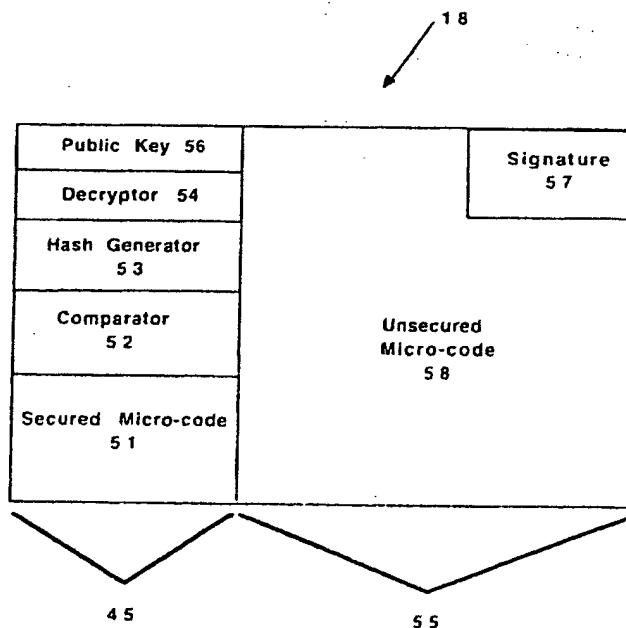 18
Public Key 56
Decryptor 54
Hash Generator
53
Comparator
52
Secured Micro-code
51
Signature
57
Unsecured
Micro-code
58
45
55